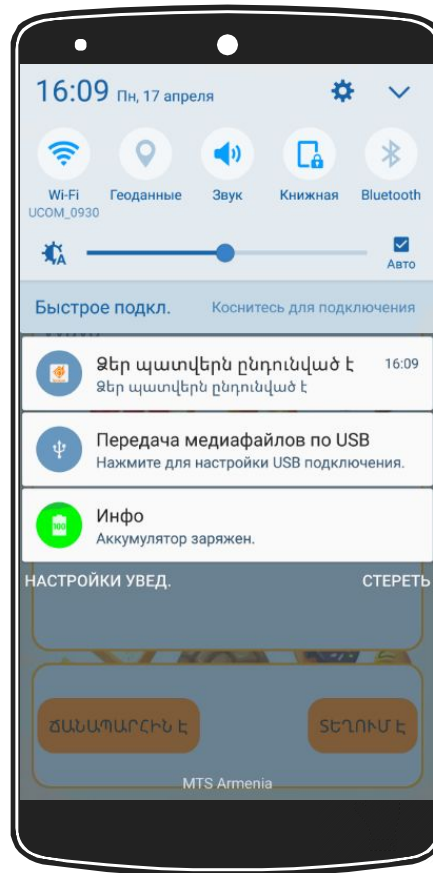 16:09 Пн, 17 апреля
Wi-Fi Геоданные Звук Книжная Bluetooth
UCOM_0930
A Авто
Быстрое подкл. Коснитесь для подключения
Ձեր պատվերն ընդունված է 16:09
Ձեր պատվերն ընդունված է
Передача медиафайлов по USB
Нажмите для настройки USB подключения.
100
Инфо
Аккумулятор заряжен.
НАСТРОЙКИ УВЕД. СТЕРЕТЬ
ՃԱՆԱՊԱՐՀԻՆ Է ՏԵՂՈՒՄ Է
MTS Armenia